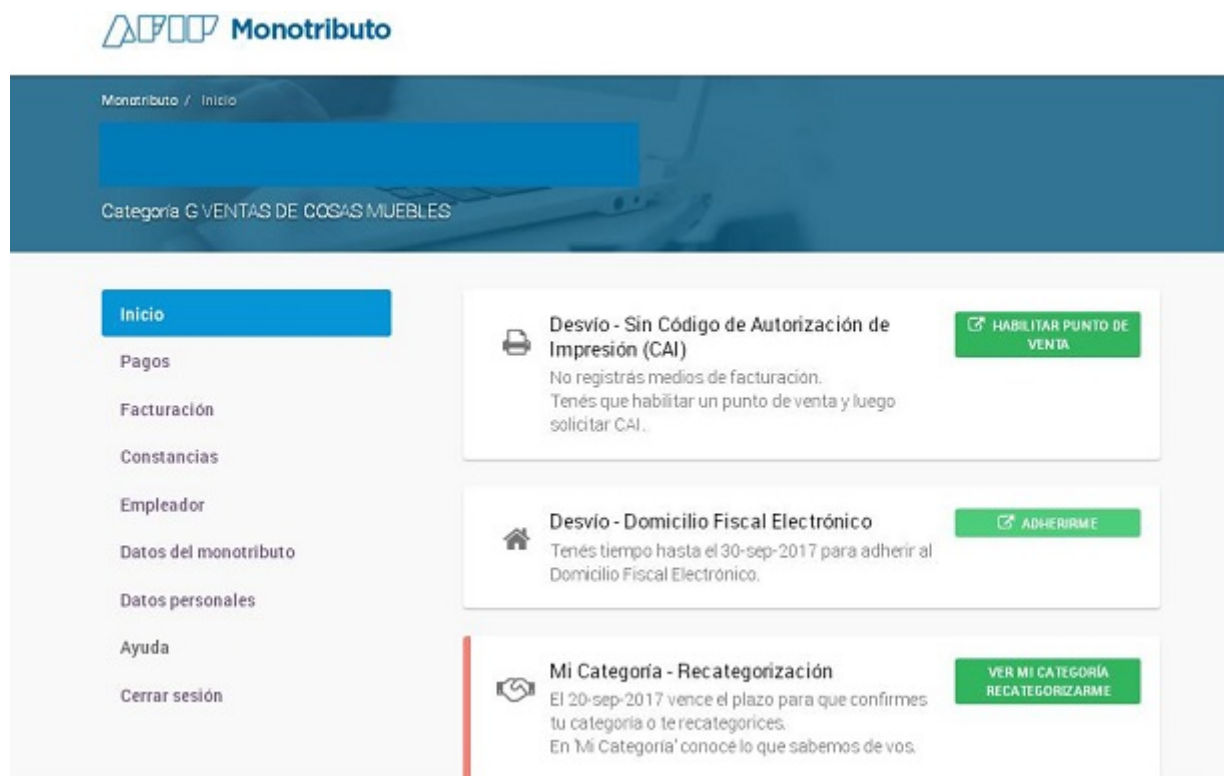 AFIP Monotributo
Monotributo / Inicio
Categoría G VENTAS DE COSAS MUEBLES
Inicio
Pagos
Facturación
Constancias
Empleador
Datos del monotributo
Datos personales
Ayuda
Cerrar sesión
Desvío - Sin Código de Autorización de
Impresión (CAI)
No registrás medios de facturación.
Tenés que habilitar un punto de venta y luego
solicitar CAI.
HABILITAR PUNTO DE
VENTA
Desvío - Domicilio Fiscal Electrónico
Tenés tiempo hasta el 30-sep-2017 para adherir al
Domicilio Fiscal Electrónico.
ADHERIRME
Mi Categoría - Recategorización
El 20-sep-2017 vence el plazo para que confirmes
tu categoría o te recategorices.
En 'Mi Categoría' conocé lo que sabemos de vos.
VER MI CATEGORÍA
RECATEGORIZARME